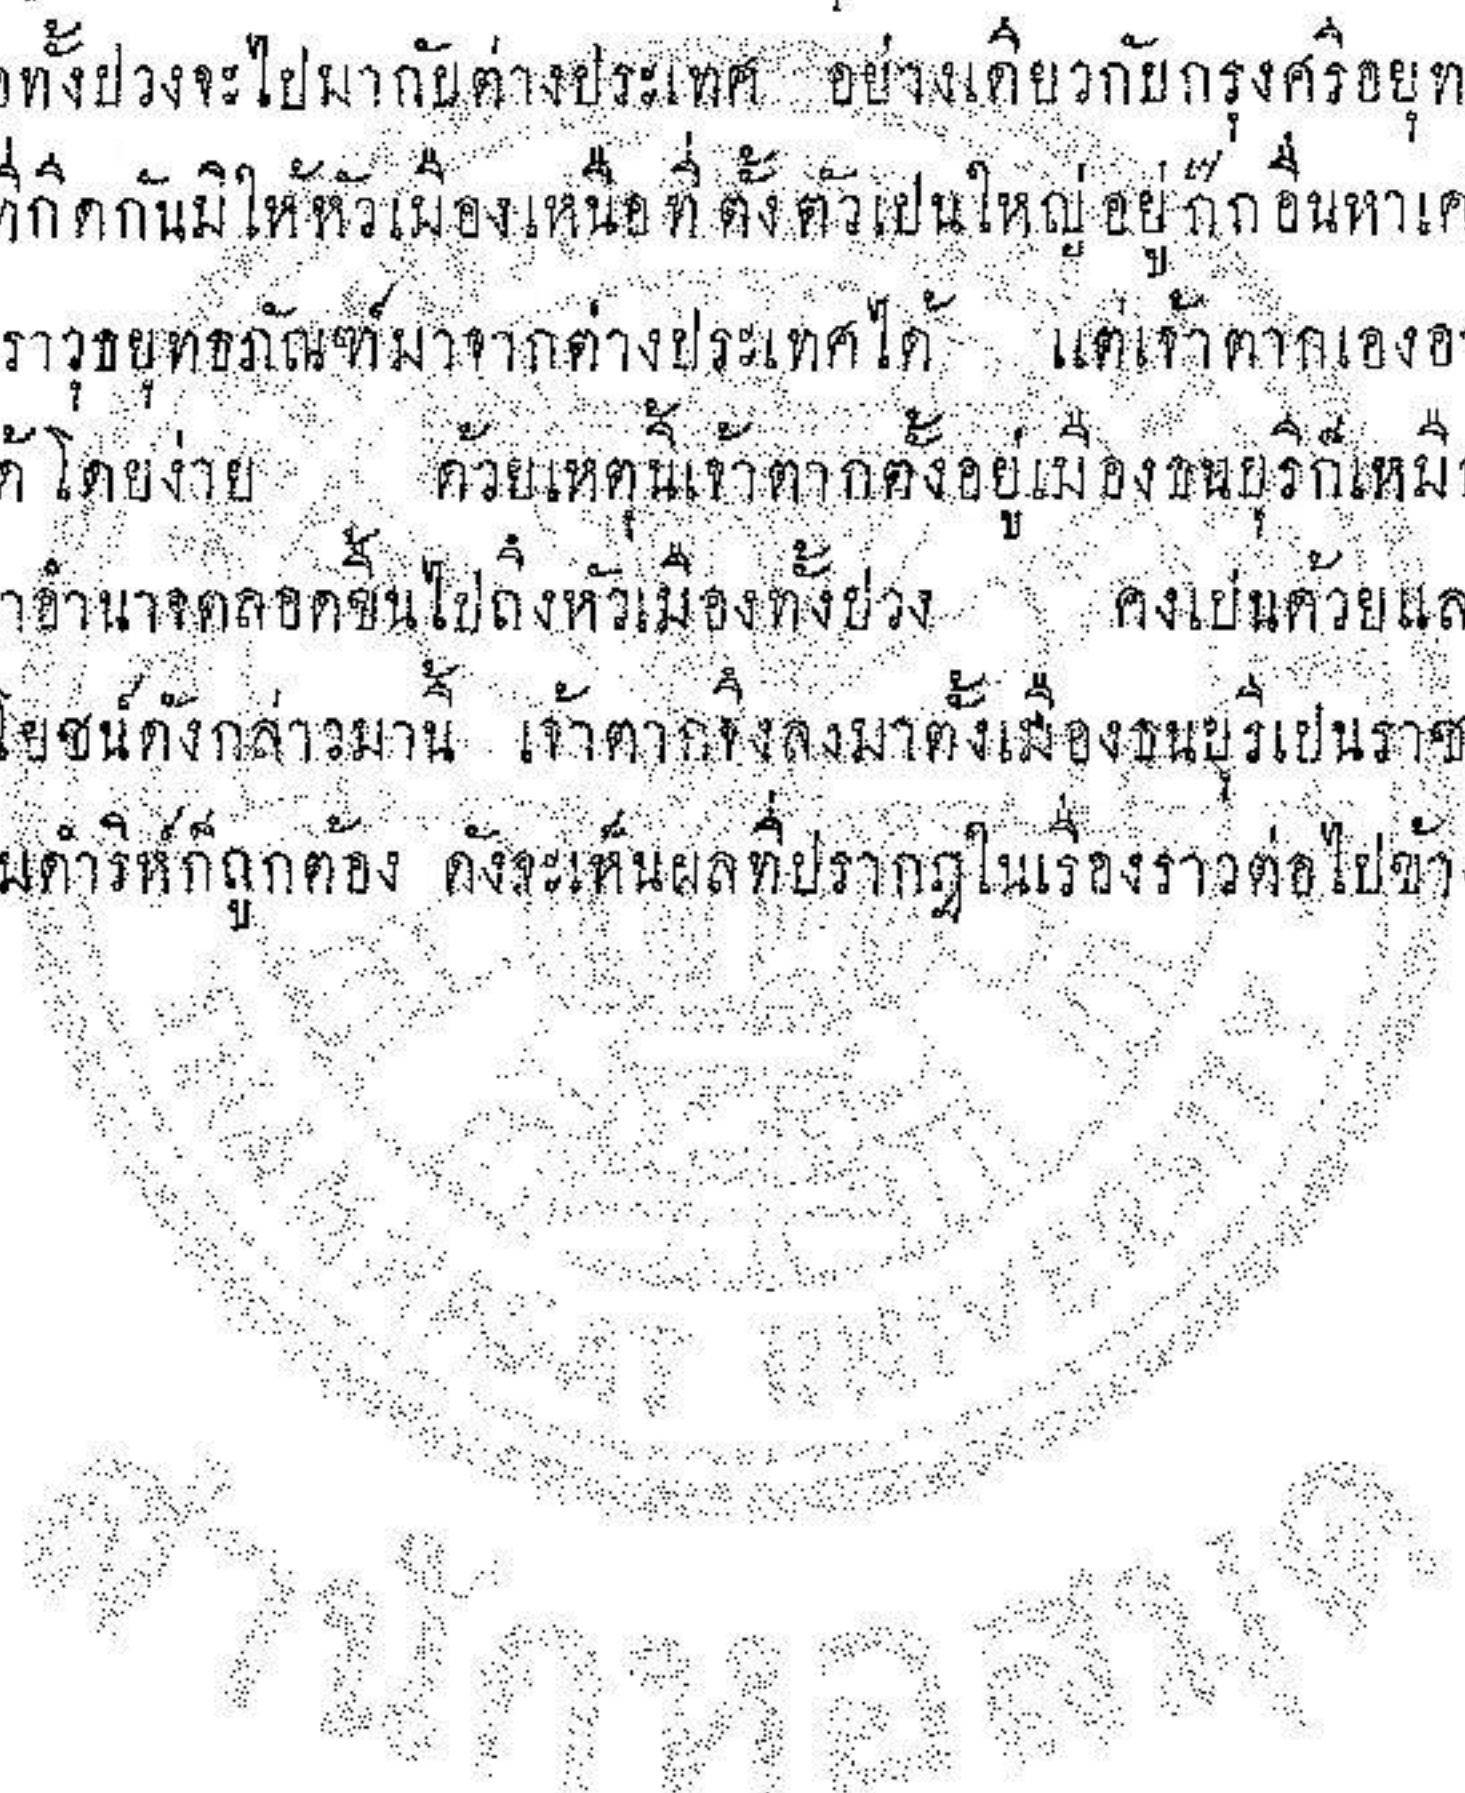 ทั้งปวงจะไปมากับต่างประเทศ อย่างเดียวกับกรุงศรีอยุท
ที่กีดกันมิให้หัวเมืองเหนือที่ตั้งตัวเป็นใหญ่อยู่ก๊กอื่นหาเค
ราวุธยุทธภัณฑ์มาจากต่างประเทศได้ แต่เจ้าตากเองอา
ด้โดยง่าย ด้วยเหตุนี้เจ้าตากตั้งอยู่เมืองธนบุรีก็เหมือ
าอำนาจตลอดขึ้นไปถึงหัวเมืองทั้งปวง คงเป็นด้วยแล
โยชน์ดังกล่าวมานี้ เจ้าตากจึงลงมาตั้งเมืองธนบุรีเป็นราช
มดำริห์ก็ถูกต้อง ดังจะเห็นผลที่ปรากฏในเรื่องราวต่อไปข้าง
UNIVERSITY
สำนักหอสมุด